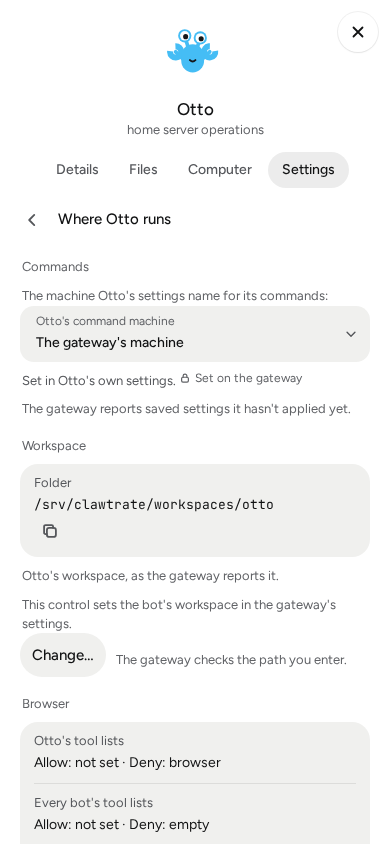 Otto
home server operations
Details
Files
Computer
Settings
Where Otto runs
Commands
The machine Otto's settings name for its commands:
Otto's command machine
The gateway's machine
Set in Otto's own settings. Set on the gateway
The gateway reports saved settings it hasn't applied yet.
Workspace
Folder
/srv/clawtrate/workspaces/otto
Otto's workspace, as the gateway reports it.
This control sets the bot's workspace in the gateway's
settings.
Change... The gateway checks the path you enter.
Browser
Otto's tool lists
Allow: not set · Deny: browser
Every bot's tool lists
Allow: not set · Deny: empty